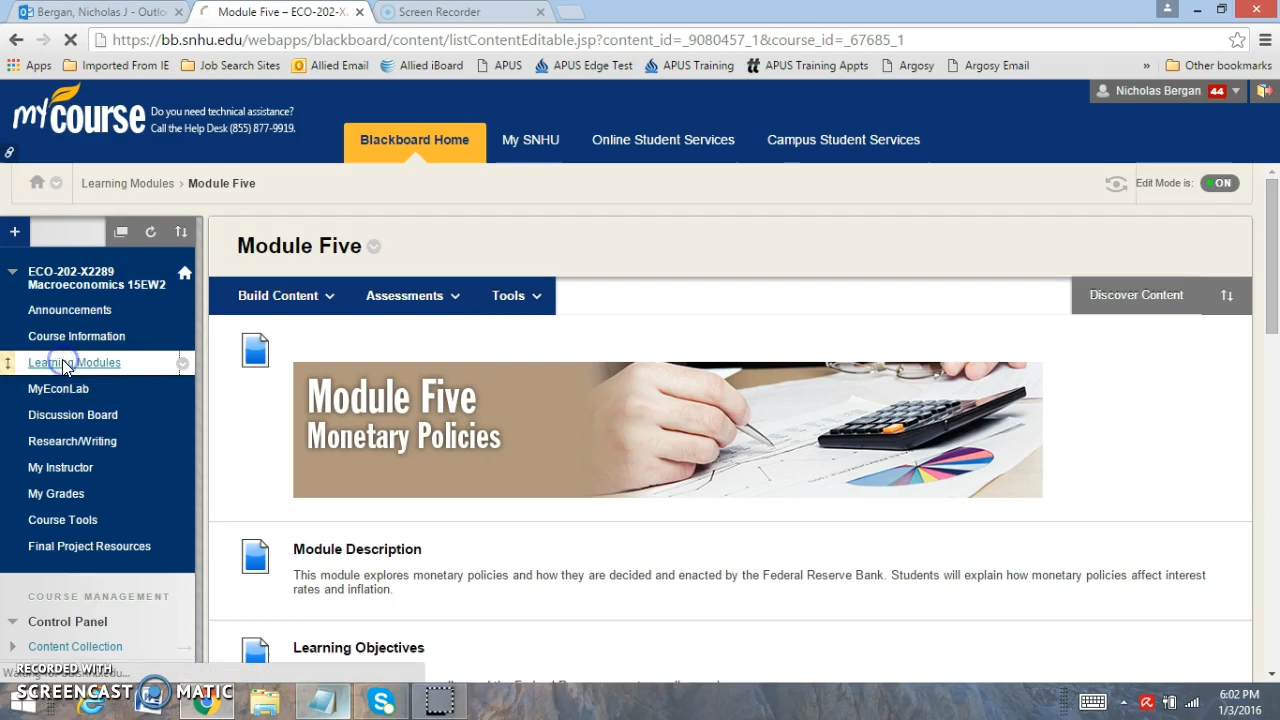 Bergan, Nicholas J - Outlo
Module Five – ECO-202-X2
Screen Recorder
https://bb.snhu.edu/webapps/blackboard/content/listContentEditable.jsp?content_id=_9080457_1&course_id=_67685_1
Apps
Imported From IE
Job Search Sites
Allied Email
Allied iBoard
APUS
APUS Edge Test
APUS Training
APUS Training Appts
Argosy
Argosy Email
»
Other bookmarks
mycourse
Do you need technical assistance?
Call the Help Desk (855) 877-9919.
Nicholas Bergan 44
Blackboard Home
My SNHU
Online Student Services
Campus Student Services
Learning Modules > Module Five
Edit Mode is: ON
Module Five
ECO-202-X2289
Macroeconomics 15EW2
Announcements
Course Information
Learning Modules
MyEconLab
Discussion Board
Research/Writing
My Instructor
My Grades
Course Tools
Final Project Resources
COURSE MANAGEMENT
Control Panel
Content Collection
Build Content
Assessments
Tools
Discover Content
Module Five
Monetary Policies
Module Description
This module explores monetary policies and how they are decided and enacted by the Federal Reserve Bank. Students will explain how monetary policies affect interest
rates and inflation.
Learning Objectives
RECORDED WITH
SCREENCAST MATIC
6:02 PM
1/3/2016